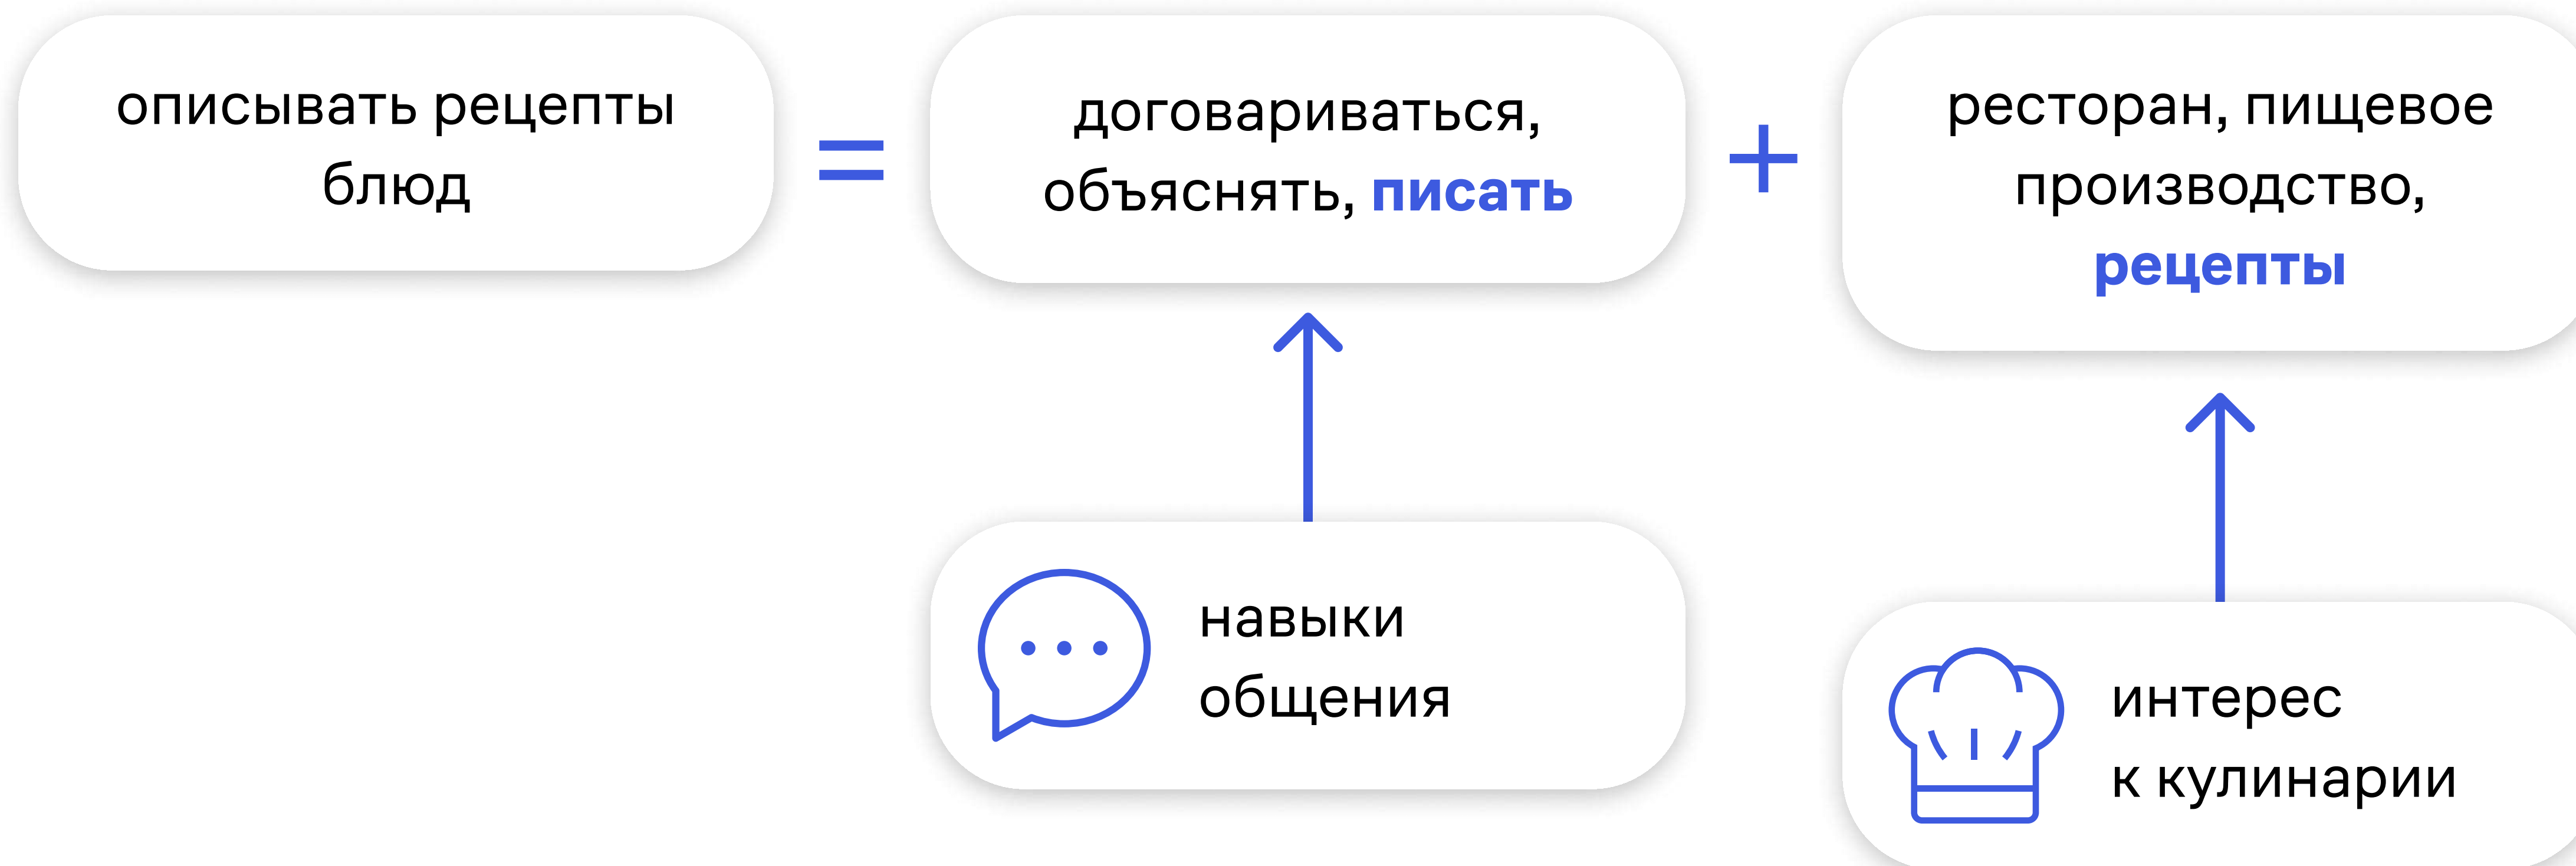 описывать рецепты
блюд
=
договариваться,
объяснять, писать
+
ресторан, пищевое
производство,
рецепты
навыки
общения
интерес
к кулинарии